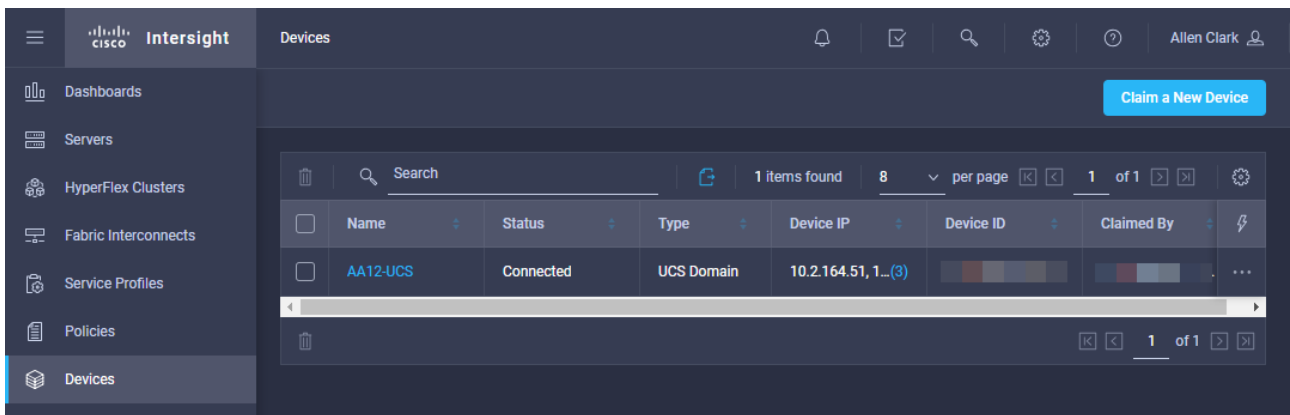 cisco Intersight
Devices
Allen Clark
Dashboards
Servers
HyperFlex Clusters
Fabric Interconnects
Service Profiles
Policies
Devices
Claim a New Device
Search
1 items found
8 per page
1 of 1
Name Status Type Device IP Device ID Claimed By
AA12-UCS Connected UCS Domain 10.2.164.51, 1...(3)
1 of 1